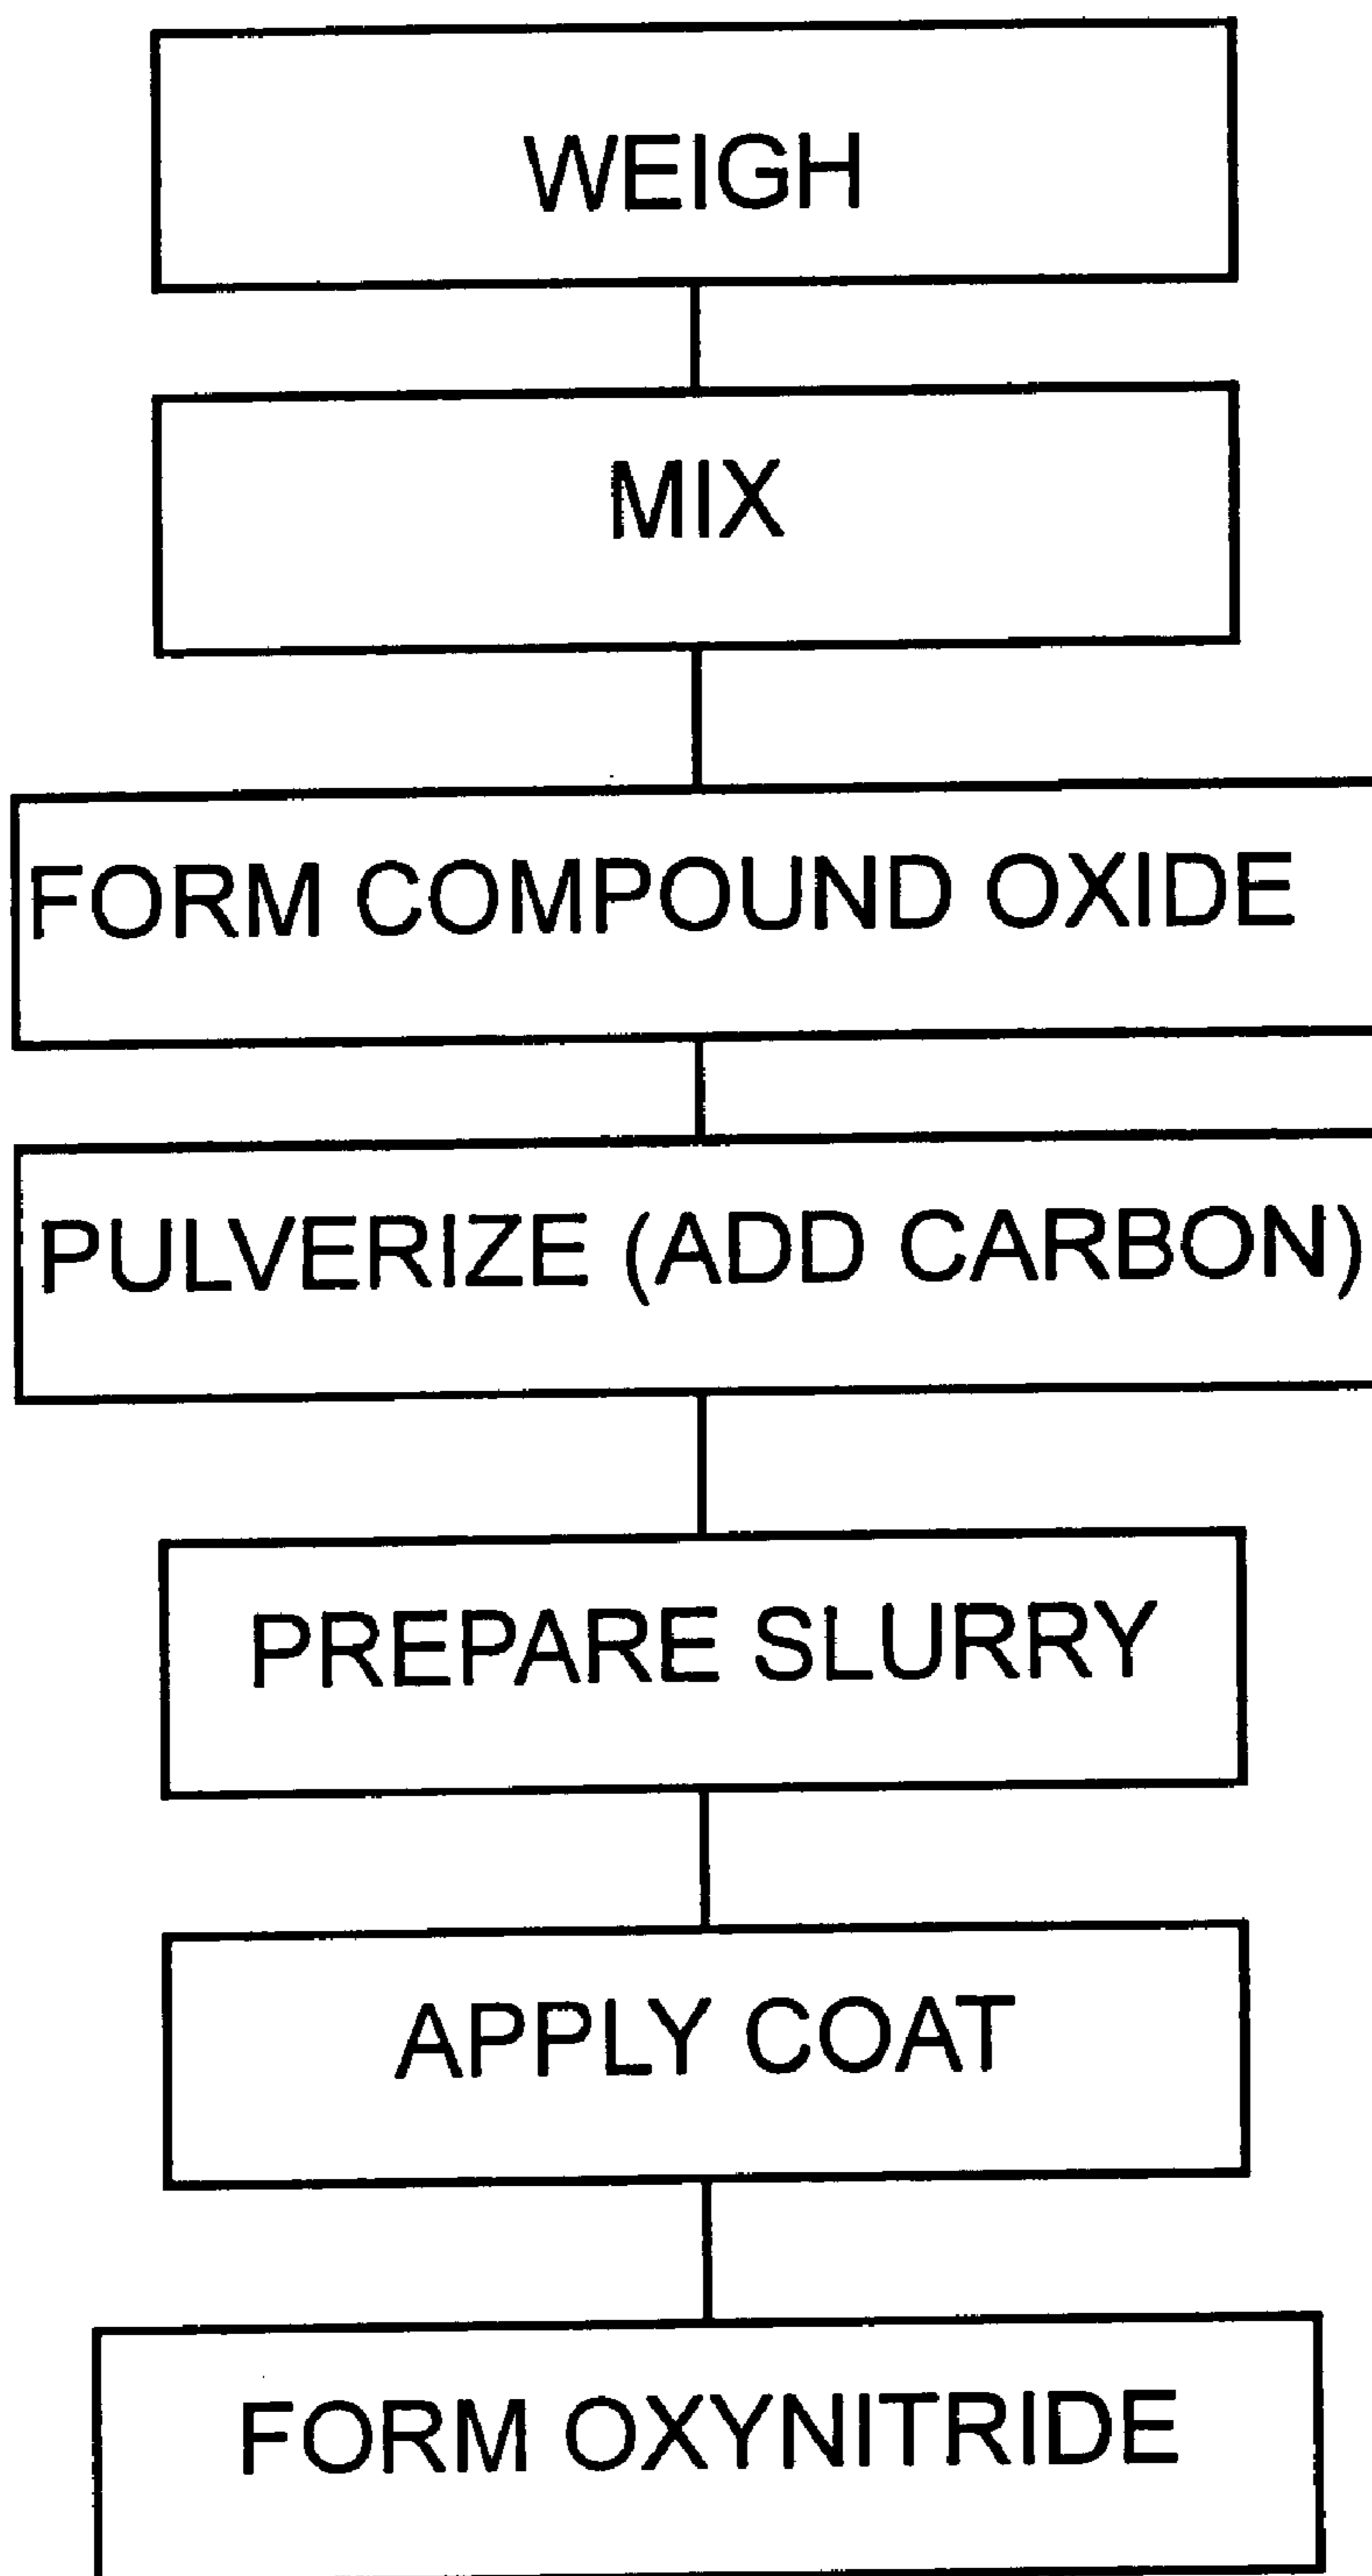 WEIGH
MIX
FORM COMPOUND OXIDE
PULVERIZE (ADD CARBON)
PREPARE SLURRY
APPLY COAT
FORM OXYNITRIDE